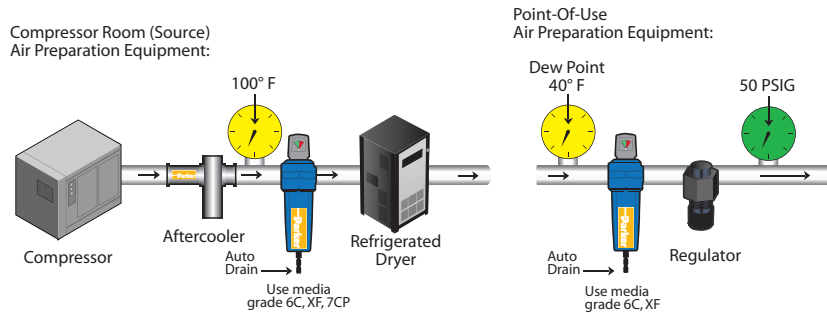 Compressor Room (Source)
Air Preparation Equipment:
100° F
Parker
Compressor
Aftercooler
Auto
Drain
Parker
Use media
grade 6C, XF, 7CP
Refrigerated
Dryer
Point-Of-Use
Air Preparation Equipment:
Dew Point
40° F
50 PSIG
Auto
Drain
Parker
Use media
grade 6C, XF
Regulator